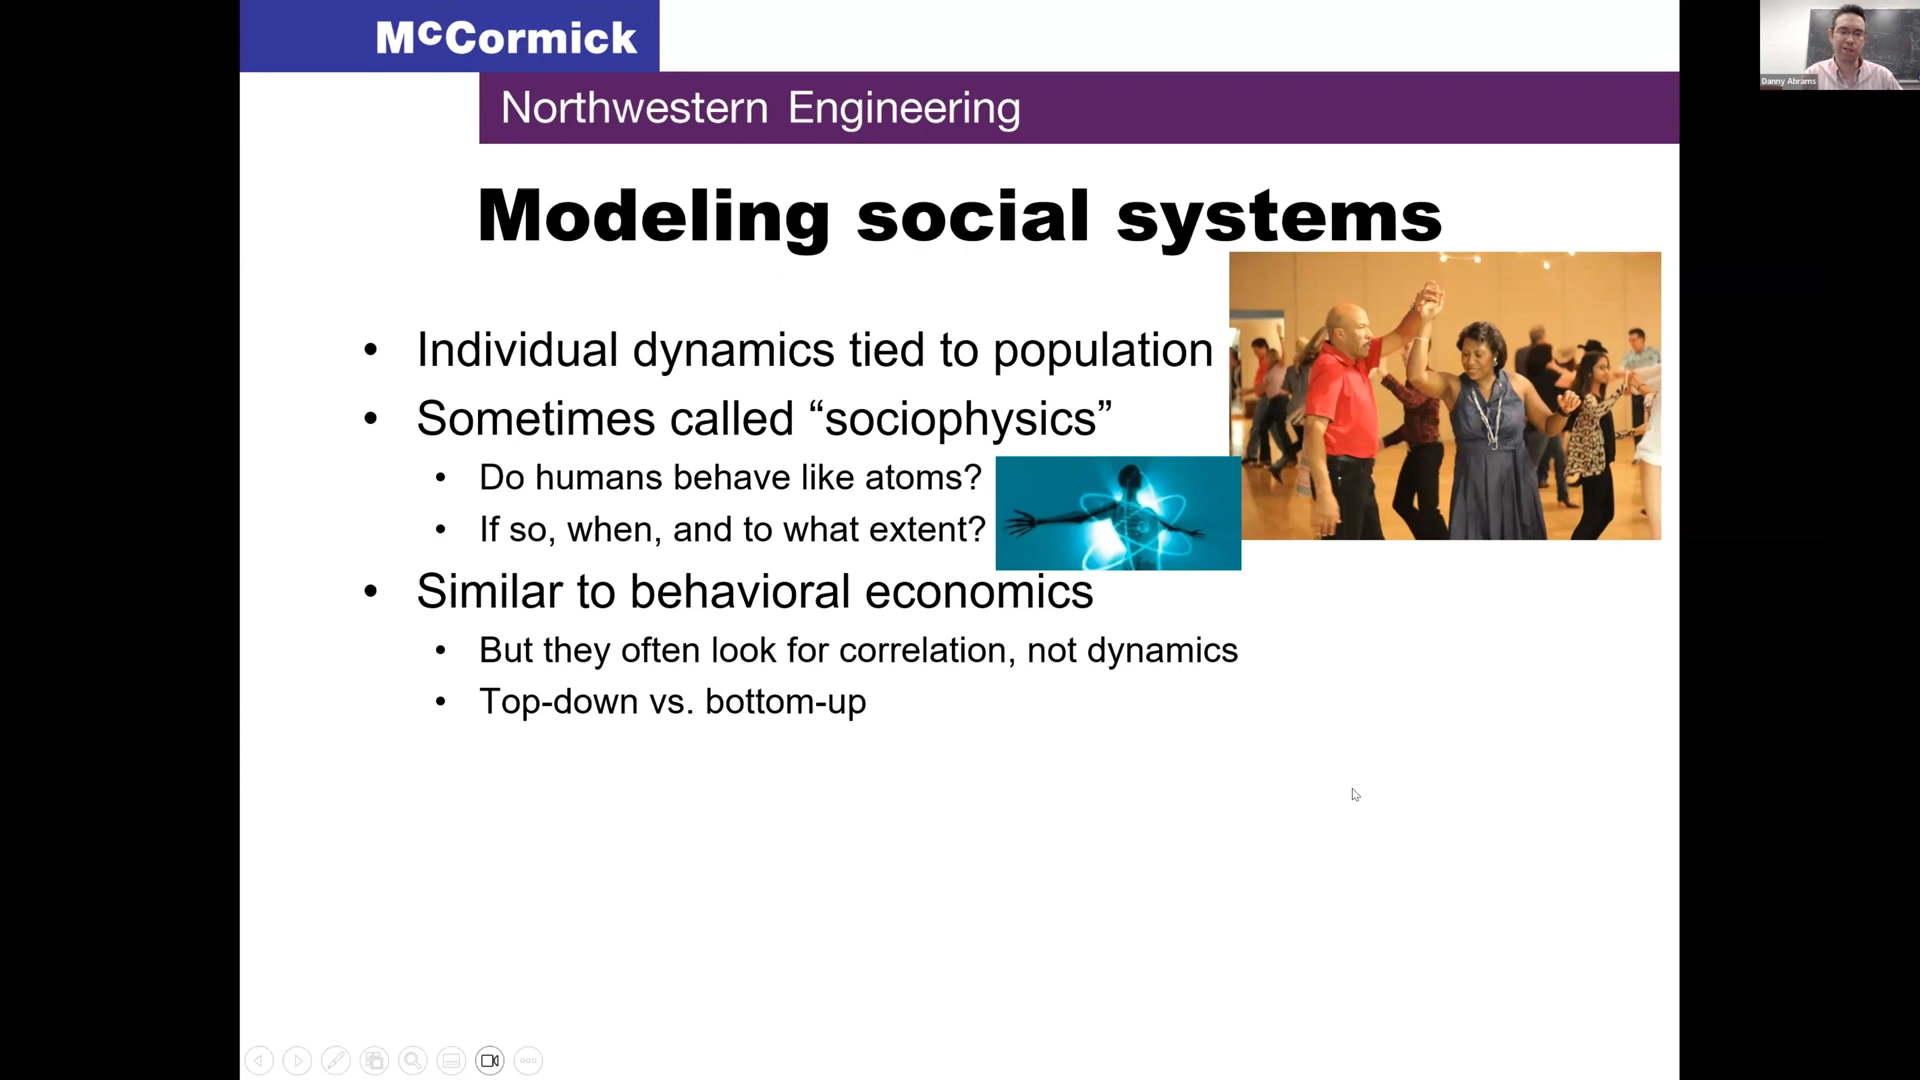 McCormick
Northwestern Engineering
Danny Abrams
Modeling social systems
• Individual dynamics tied to population
• Sometimes called “sociophysics”
• Do humans behave like atoms?
• If so, when, and to what extent?
• Similar to behavioral economics
• But they often look for correlation, not dynamics
• Top-down vs. bottom-up